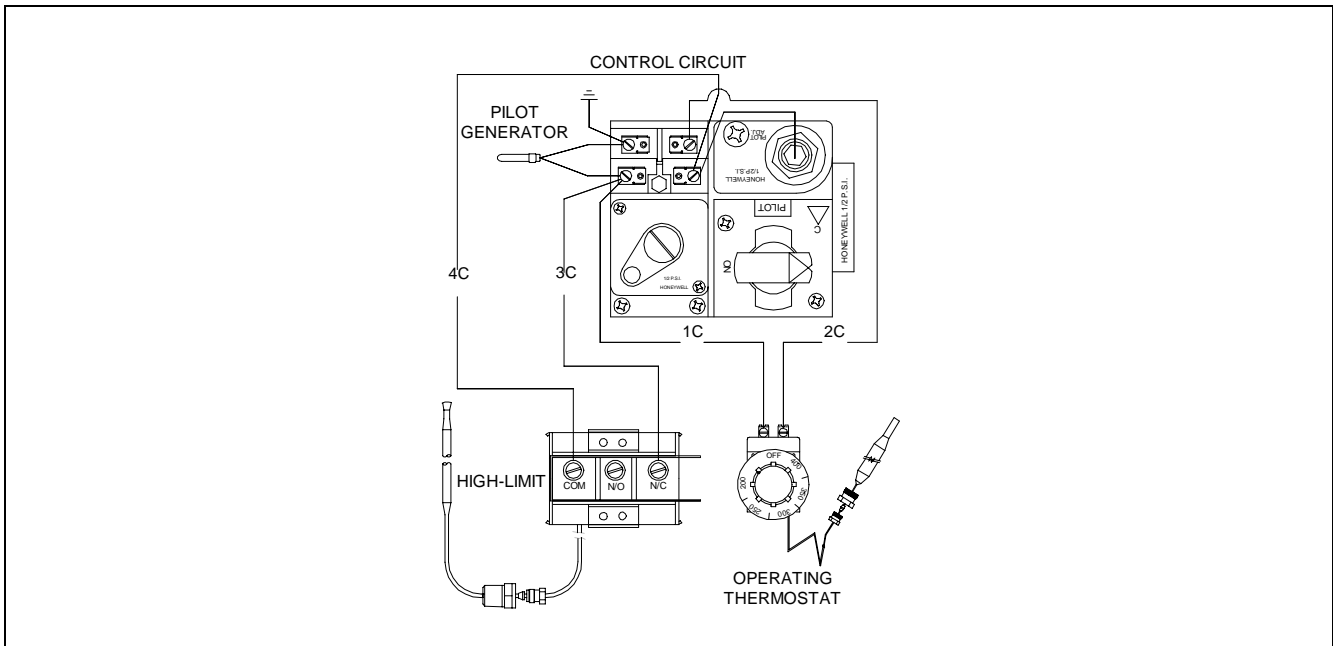 CONTROL CIRCUIT
PILOT
GENERATOR
PILOT
ADJ.
HONEYWELL
1/2 P.S.I.
PILOT
C
HONEYWELL 1/2 P.S.I.
ON
1/2 P.S.I.
HONEYWELL
4C
3C
1C
2C
HIGH-LIMIT
COM
N/O
N/C
OFF
400
350
300
250
200
OPERATING
THERMOSTAT